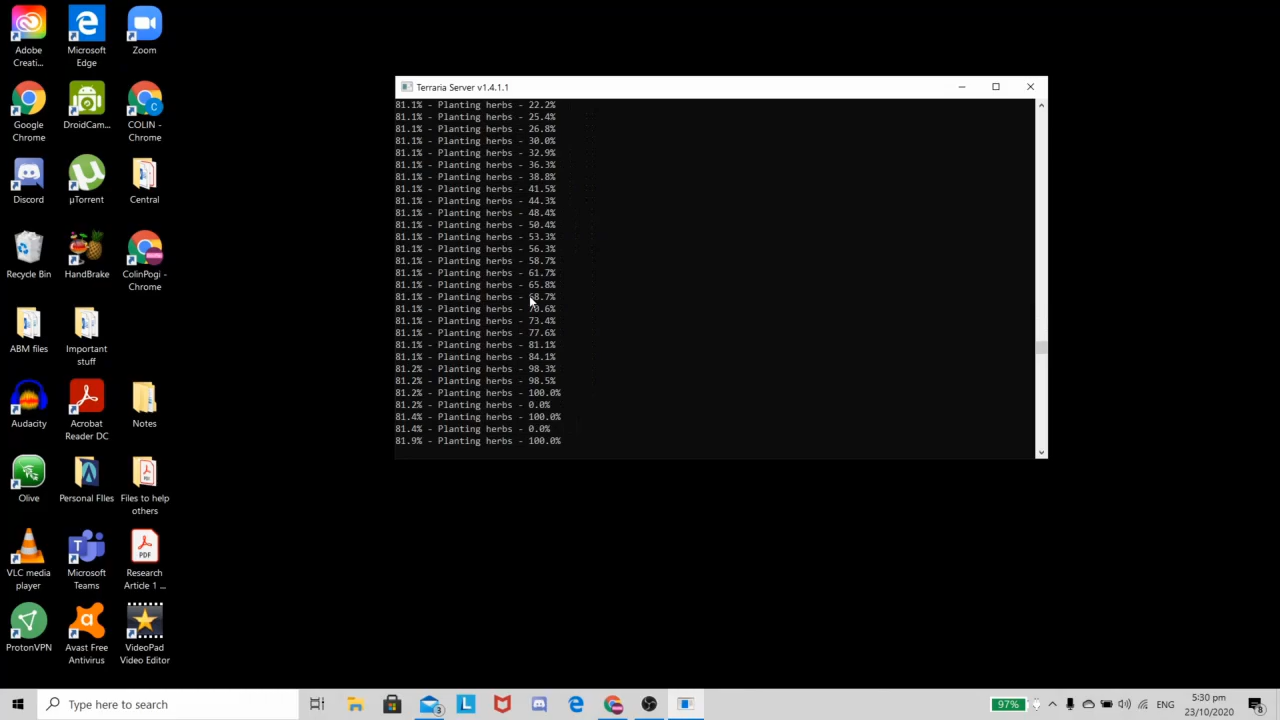 Adobe
Creati...
Microsoft
Edge
Zoom
Google
Chrome
DroidCam...
COLIN -
Chrome
Discord
µTorrent
Central
Recycle Bin
HandBrake
ColinPogi -
Chrome
ABM files
Important
stuff
Audacity
Acrobat
Reader DC
Notes
Olive
Personal FIles
Files to help
others
VLC media
player
Microsoft
Teams
PDF
Research
Article 1 ...
ProtonVPN
Avast Free
Antivirus
VideoPad
Video Editor
Terraria Server v1.4.1.1
81.1% - Planting herbs - 22.2%
81.1% - Planting herbs - 25.4%
81.1% - Planting herbs - 26.8%
81.1% - Planting herbs - 30.0%
81.1% - Planting herbs - 32.9%
81.1% - Planting herbs - 36.3%
81.1% - Planting herbs - 38.8%
81.1% - Planting herbs - 41.5%
81.1% - Planting herbs - 44.3%
81.1% - Planting herbs - 48.4%
81.1% - Planting herbs - 50.4%
81.1% - Planting herbs - 53.3%
81.1% - Planting herbs - 56.3%
81.1% - Planting herbs - 58.7%
81.1% - Planting herbs - 61.7%
81.1% - Planting herbs - 65.8%
81.1% - Planting herbs - 68.7%
81.1% - Planting herbs - 70.6%
81.1% - Planting herbs - 73.4%
81.1% - Planting herbs - 77.6%
81.1% - Planting herbs - 81.1%
81.1% - Planting herbs - 84.1%
81.2% - Planting herbs - 98.3%
81.2% - Planting herbs - 98.5%
81.2% - Planting herbs - 100.0%
81.2% - Planting herbs - 0.0%
81.4% - Planting herbs - 100.0%
81.4% - Planting herbs - 0.0%
81.9% - Planting herbs - 100.0%
Type here to search
3
97%
ENG
5:30 pm
23/10/2020
8